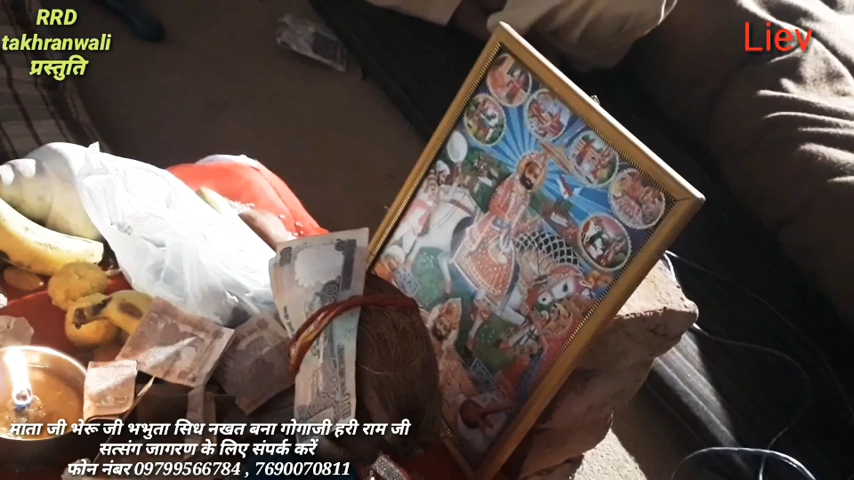 RRD
takhranwali
प्रस्तुति
Liev
माता जी भेरू जी भभुता सिध नखत बना गोगाजी हरी राम जी
सत्संग जागरण के लिए संपर्क करें
फोन नंबर 09799566784 , 7690070811